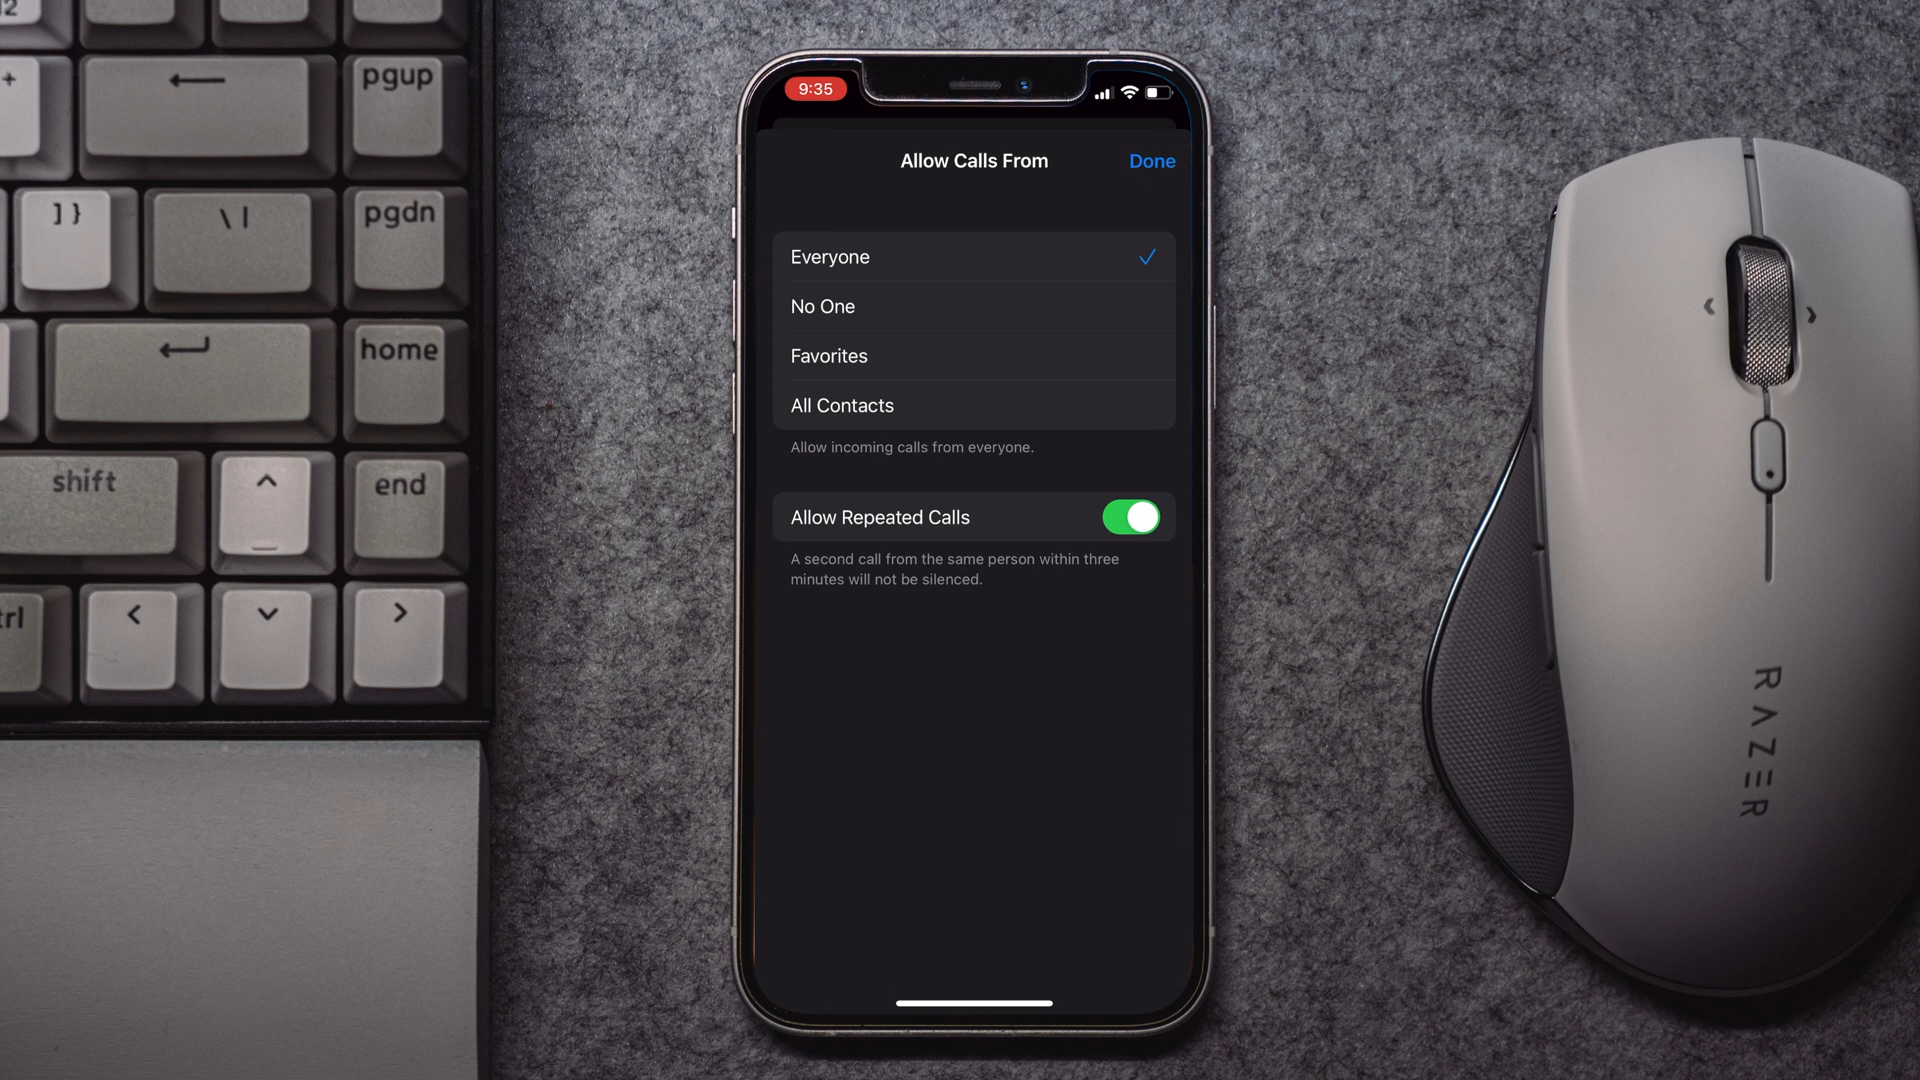 2
+
pgup
] }
\ |
pgdn
home
shift
end
trl
9:35
Allow Calls From
Done
Everyone
No One
Favorites
All Contacts
Allow incoming calls from everyone.
Allow Repeated Calls
A second call from the same person within three
minutes will not be silenced.
RAZER